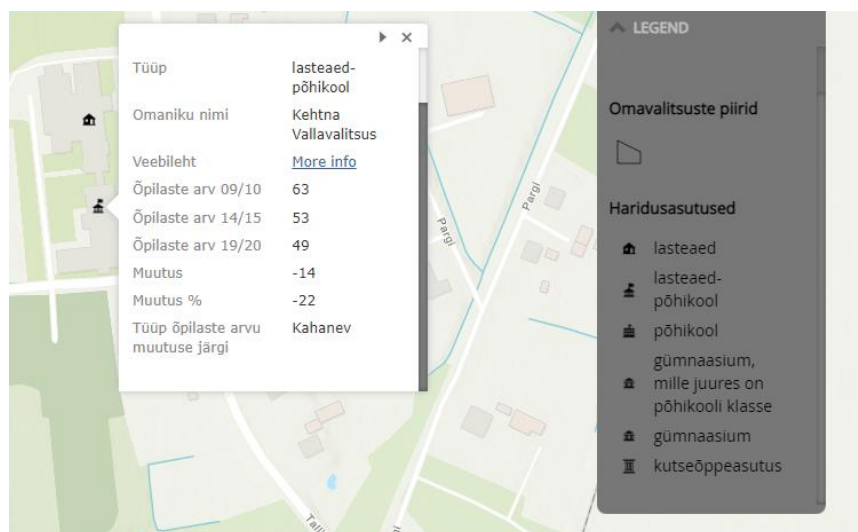 Tüüp
lasteaed-
põhikool
Omaniku nimi
Kehtna
Vallavalitsus
Veebileht
More info
Õpilaste arv 09/10
63
Õpilaste arv 14/15
53
Õpilaste arv 19/20
49
Muutus
-14
Muutus %
-22
Tüüp õpilaste arvu
muutuse järgi
Kahanev
Pargi
Pargi
LEGEND
Omavalitsuste piirid
Haridusasutused
lasteaed
lasteaed-
põhikool
põhikool
gümnaasium,
mille juures on
põhikooli klasse
gümnaasium
kutseõppeasutus